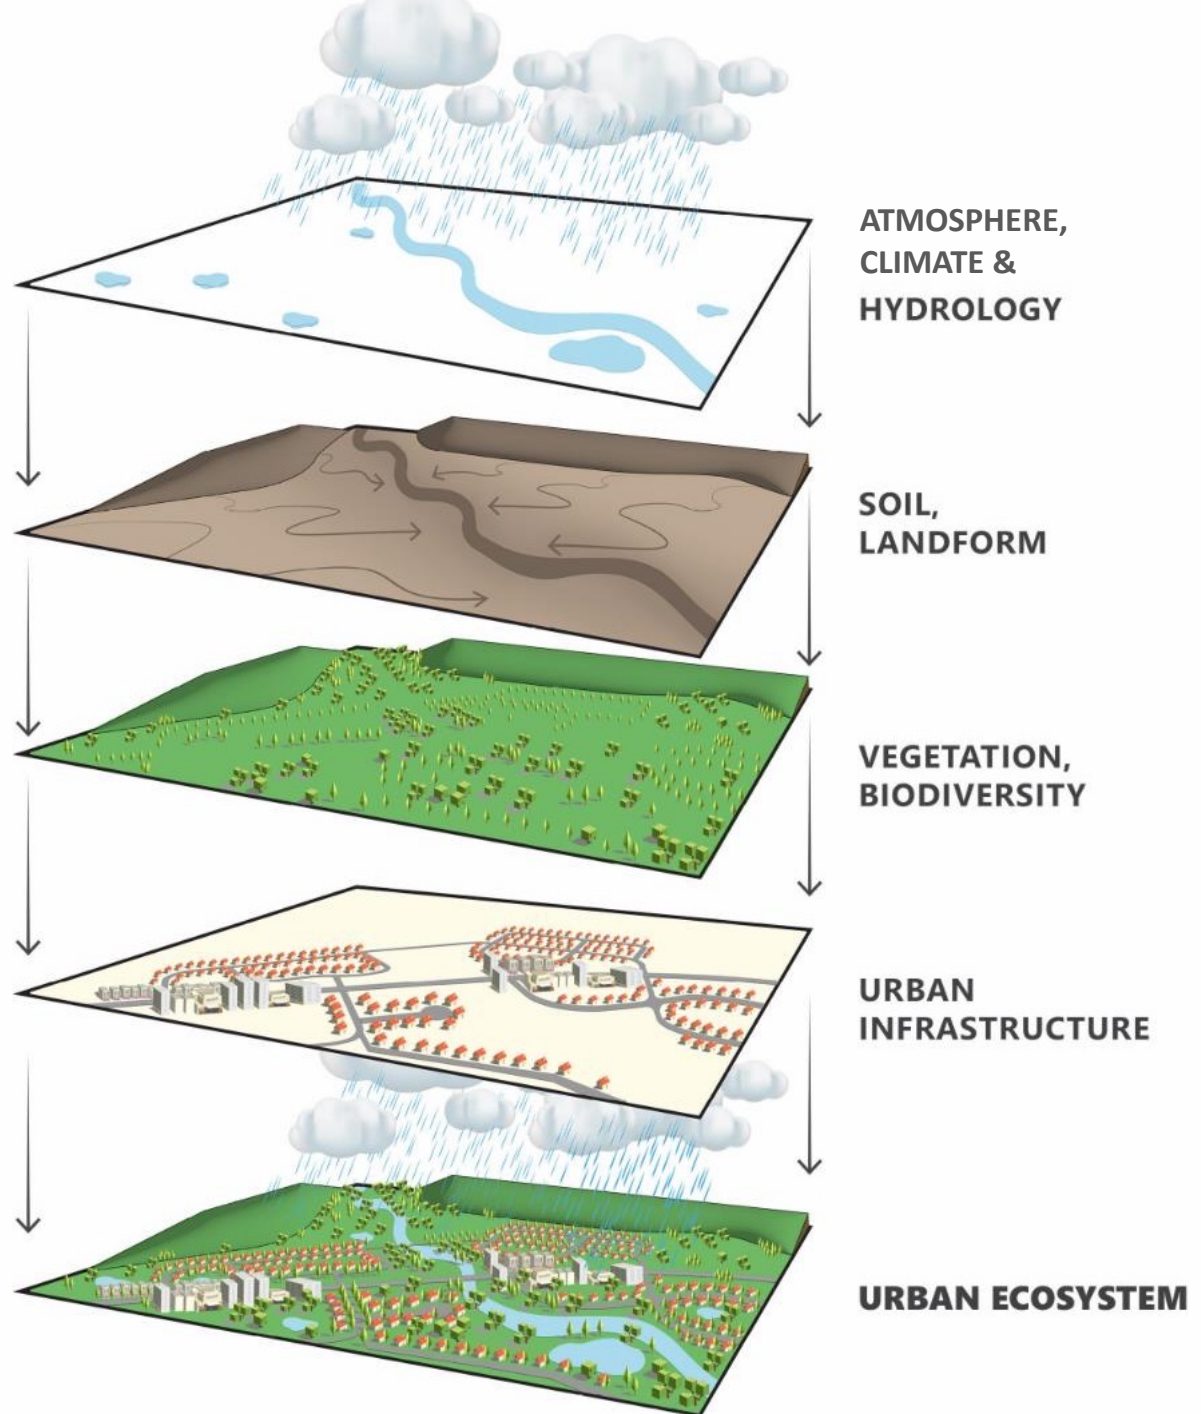 ATMOSPHERE,
CLIMATE &
HYDROLOGY
SOIL,
LANDFORM
VEGETATION,
BIODIVERSITY
URBAN
INFRASTRUCTURE
URBAN ECOSYSTEM